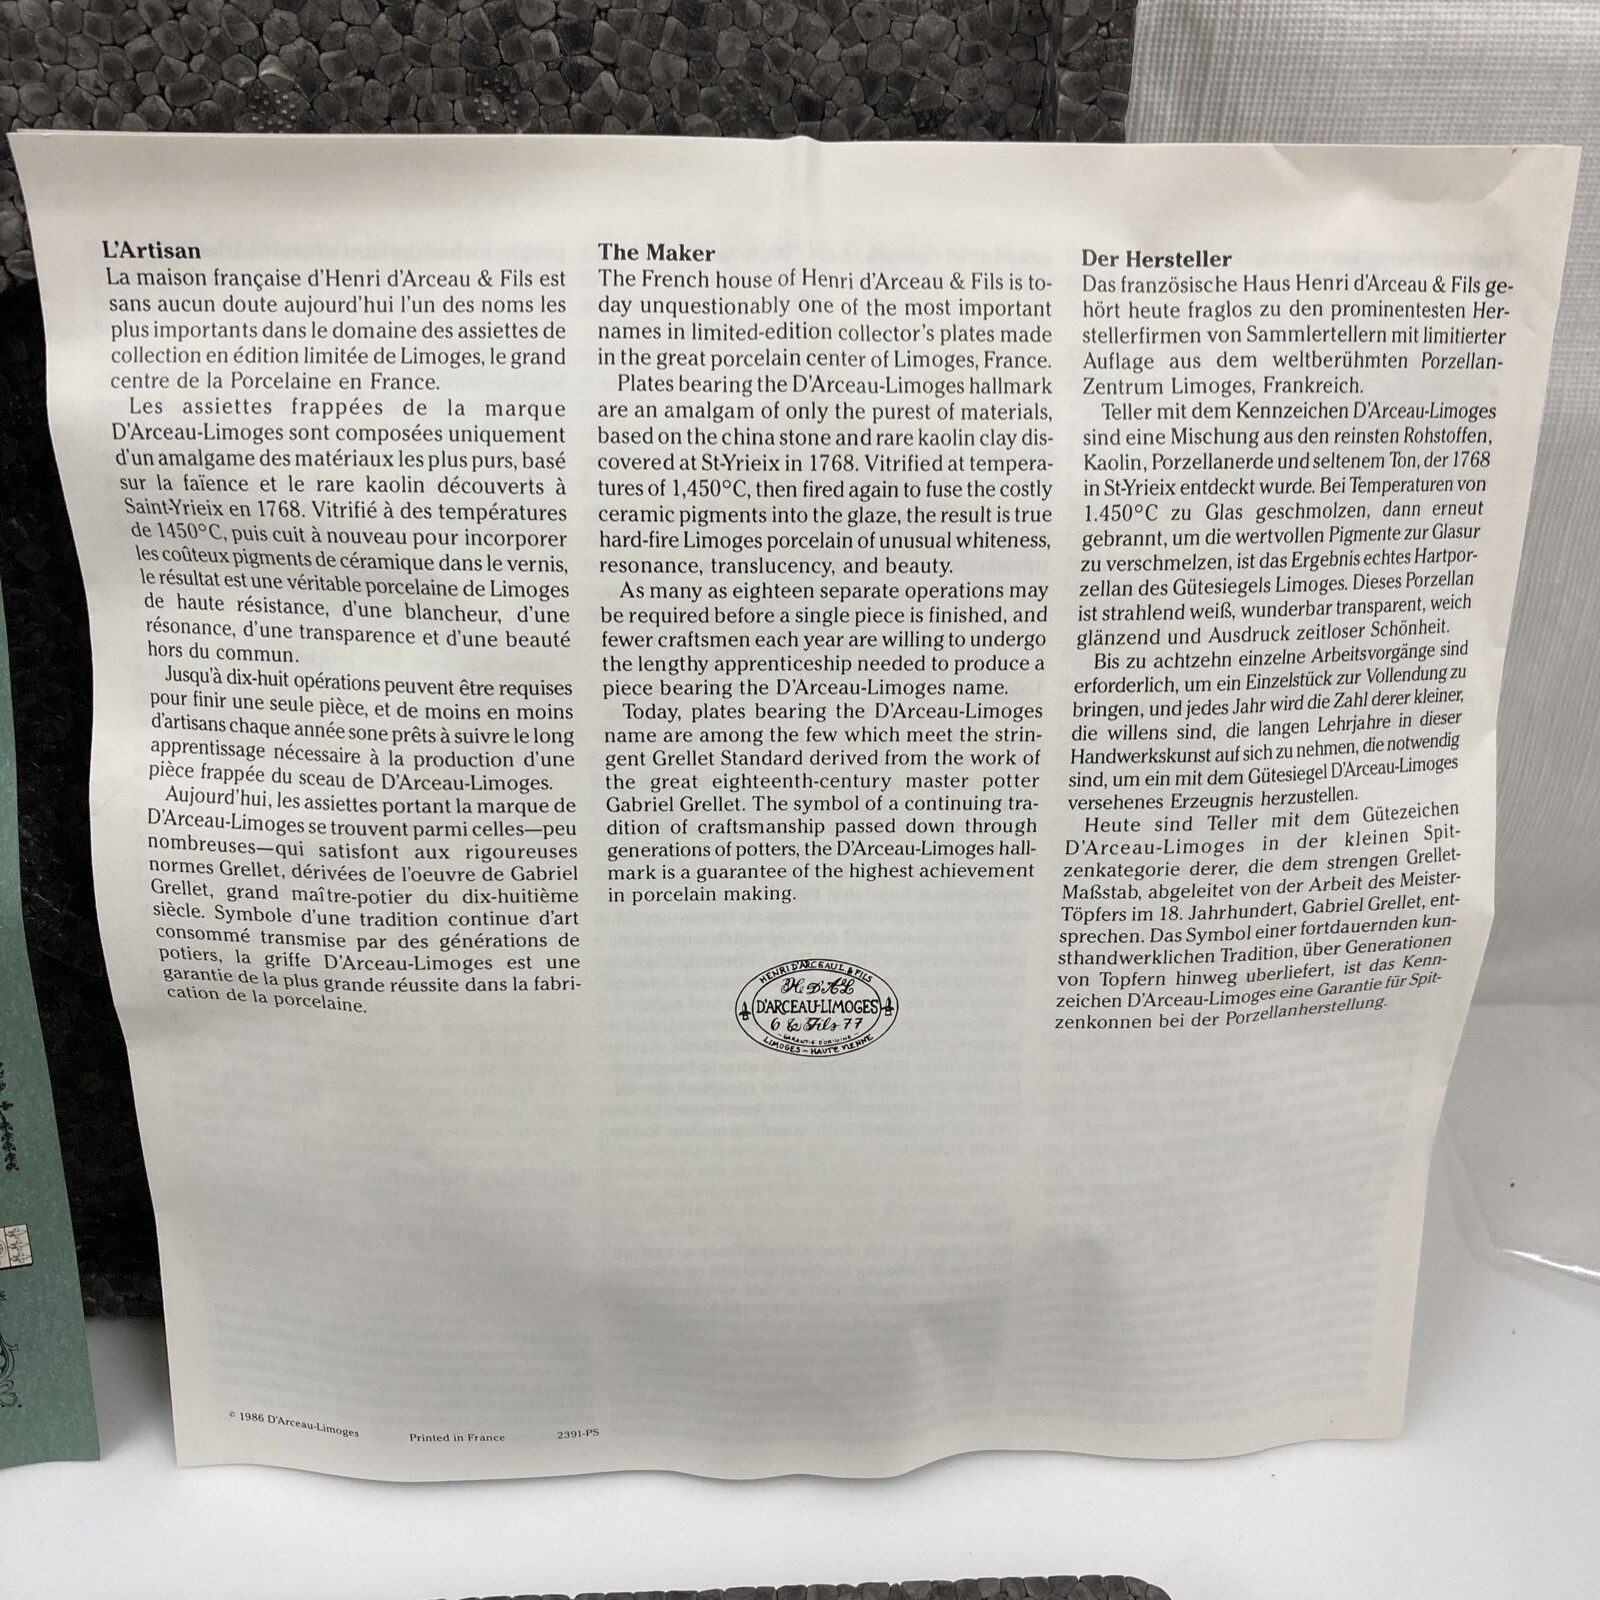 L'Artisan
La maison française d'Henri d'Arceau & Fils est
sans aucun doute aujourd'hui l'un des noms les
plus importants dans le domaine des assiettes de
collection en édition limitée de Limoges, le grand
centre de la Porcelaine en France.
Les assiettes frappées de la marque
D'Arceau-Limoges sont composées uniquement
d'un amalgame des matériaux les plus purs, basé
sur la faïence et le rare kaolin découverts à
Saint-Yrieix en 1768. Vitrifié à des températures
de 1450°C, puis cuit à nouveau pour incorporer
les coûteux pigments de céramique dans le vernis,
le résultat est une véritable porcelaine de Limoges
de haute résistance, d'une blancheur, d'une
résonance, d'une transparence et d'une beauté
hors du commun.
Jusqu'à dix-huit opérations peuvent être requises
pour finir une seule pièce, et de moins en moins
d'artisans chaque année sone prêts à suivre le long
apprentissage nécessaire à la production d'une
pièce frappée du sceau de D'Arceau-Limoges.
Aujourd'hui, les assiettes portant la marque de
D'Arceau-Limoges se trouvent parmi celles—peu
nombreuses—qui satisfont aux rigoureuses
normes Grellet, dérivées de l'oeuvre de Gabriel
Grellet, grand maître-potier du dix-huitième
siècle. Symbole d'une tradition continue d'art
consommé transmise par des générations de
potiers, la griffe D'Arceau-Limoges est une
garantie de la plus grande réussite dans la fabri-
cation de la porcelaine.
The Maker
The French house of Henri d'Arceau & Fils is to-
day unquestionably one of the most important
names in limited-edition collector's plates made
in the great porcelain center of Limoges, France.
Plates bearing the D'Arceau-Limoges hallmark
are an amalgam of only the purest of materials,
based on the china stone and rare kaolin clay dis-
covered at St-Yrieix in 1768. Vitrified at tempera-
tures of 1,450°C, then fired again to fuse the costly
ceramic pigments into the glaze, the result is true
hard-fire Limoges porcelain of unusual whiteness,
resonance, translucency, and beauty.
As many as eighteen separate operations may
be required before a single piece is finished, and
fewer craftsmen each year are willing to undergo
the lengthy apprenticeship needed to produce a
piece bearing the D'Arceau-Limoges name.
Today, plates bearing the D'Arceau-Limoges
name are among the few which meet the strin-
gent Grellet Standard derived from the work of
the great eighteenth-century master potter
Gabriel Grellet. The symbol of a continuing tra-
dition of craftsmanship passed down through
generations of potters, the D'Arceau-Limoges hall-
mark is a guarantee of the highest achievement
in porcelain making.
HENRI D'ARCEAU L & FILS
H. D'A L
D'ARCEAU-LIMOGES
6 & Fils 77
GARANTIE D'ORIGINE
LIMOGES - HAUTE VIENNE
Der Hersteller
Das französische Haus Henri d'Arceau & Fils ge-
hört heute fraglos zu den prominentesten Her-
stellerfirmen von Sammlertellern mit limitierter
Auflage aus dem weltberühmten Porzellan-
Zentrum Limoges, Frankreich.
Teller mit dem Kennzeichen D'Arceau-Limoges
sind eine Mischung aus den reinsten Rohstoffen,
Kaolin, Porzellanerde und seltenem Ton, der 1768
in St-Yrieix entdeckt wurde. Bei Temperaturen von
1.450°C zu Glas geschmolzen, dann erneut
gebrannt, um die wertvollen Pigmente zur Glasur
zu verschmelzen, ist das Ergebnis echtes Hartpor-
zellan des Gütesiegels Limoges. Dieses Porzellan
ist strahlend weiß, wunderbar transparent, weich
glänzend und Ausdruck zeitloser Schönheit.
Bis zu achtzehn einzelne Arbeitsvorgänge sind
erforderlich, um ein Einzelstück zur Vollendung zu
bringen, und jedes Jahr wird die Zahl derer kleiner,
die willens sind, die langen Lehrjahre in dieser
Handwerkskunst auf sich zu nehmen, die notwendig
sind, um ein mit dem Gütesiegel D'Arceau-Limoges
versehenes Erzeugnis herzustellen.
Heute sind Teller mit dem Gütezeichen
D'Arceau-Limoges in der kleinen Spit-
zenkategorie derer, die dem strengen Grellet-
Maßstab, abgeleitet von der Arbeit des Meister-
Töpfers im 18. Jahrhundert, Gabriel Grellet, ent-
sprechen. Das Symbol einer fortdauernden kun-
sthandwerklichen Tradition, über Generationen
von Topfern hinweg uberliefert, ist das Kenn-
zeichen D'Arceau-Limoges eine Garantie für Spit-
zenkonnen bei der Porzellanherstellung.
© 1986 D'Arceau-Limoges
Printed in France
2391-PS